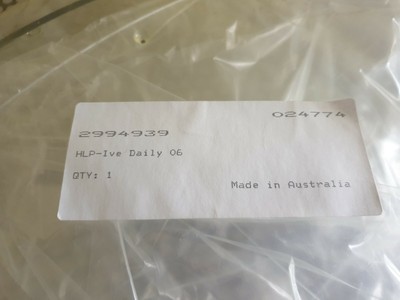 024774
2994939
HLP-Ive Daily 06
QTY: 1
Made in Australia